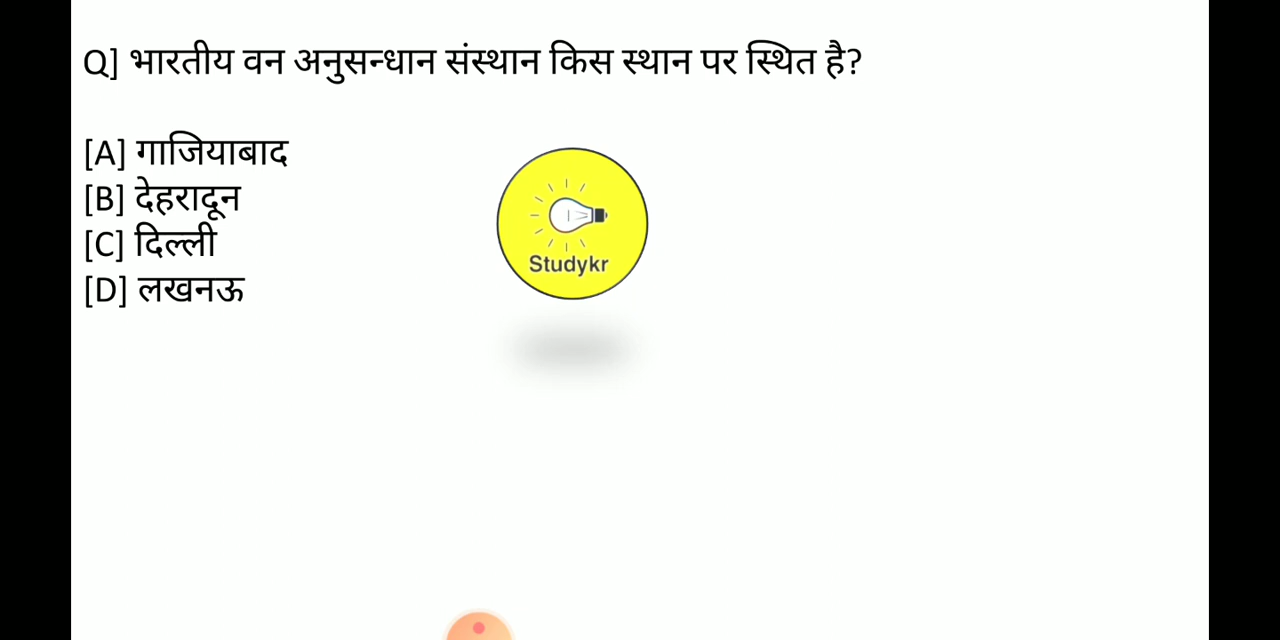 Q] भारतीय वन अनुसन्धान संस्थान किस स्थान पर स्थित है?
[A] गाजियाबाद
[B] देहरादून
[C] दिल्ली
[D] लखनऊ
Studykr